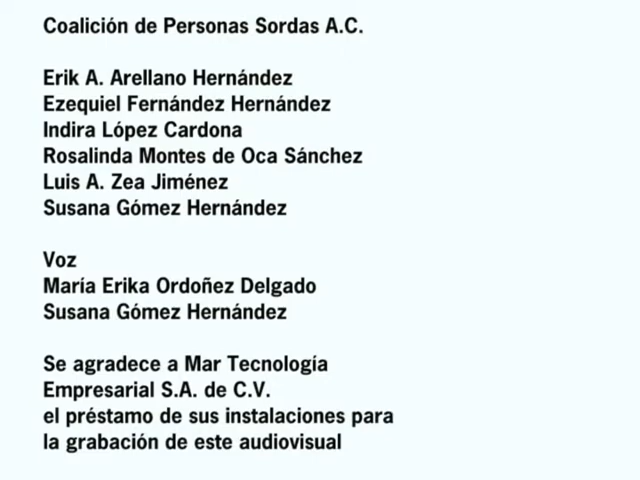 Coalición de Personas Sordas A.C.
Erik A. Arellano Hernández
Ezequiel Fernández Hernández
Indira López Cardona
Rosalinda Montes de Oca Sánchez
Luis A. Zea Jiménez
Susana Gómez Hernández
Voz
María Erika Ordoñez Delgado
Susana Gómez Hernández
Se agradece a Mar Tecnología
Empresarial S.A. de C.V.
el préstamo de sus instalaciones para
la grabación de este audiovisual